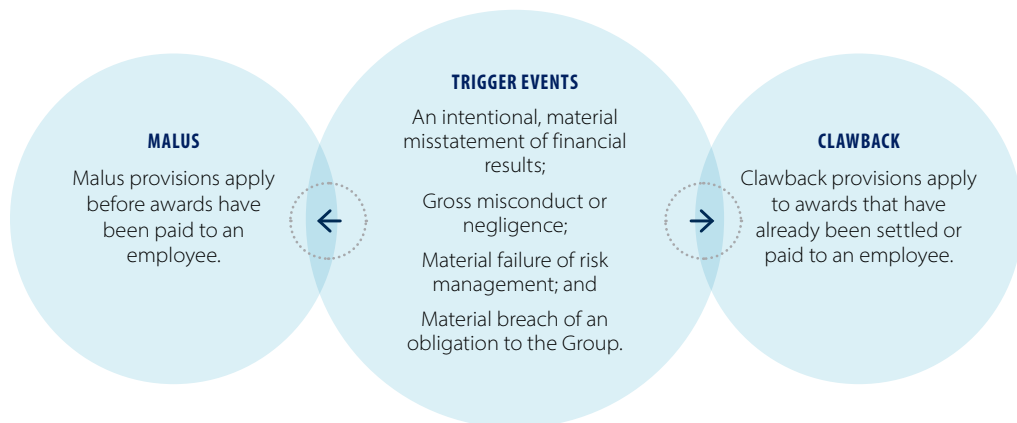 MALUS
Malus provisions apply
before awards have
been paid to an
employee.
TRIGGER EVENTS
An intentional, material
misstatement of financial
results;
Gross misconduct or
negligence;
Material failure of risk
management; and
Material breach of an
obligation to the Group.
CLAWBACK
Clawback provisions apply
to awards that have
already been settled or
paid to an employee.